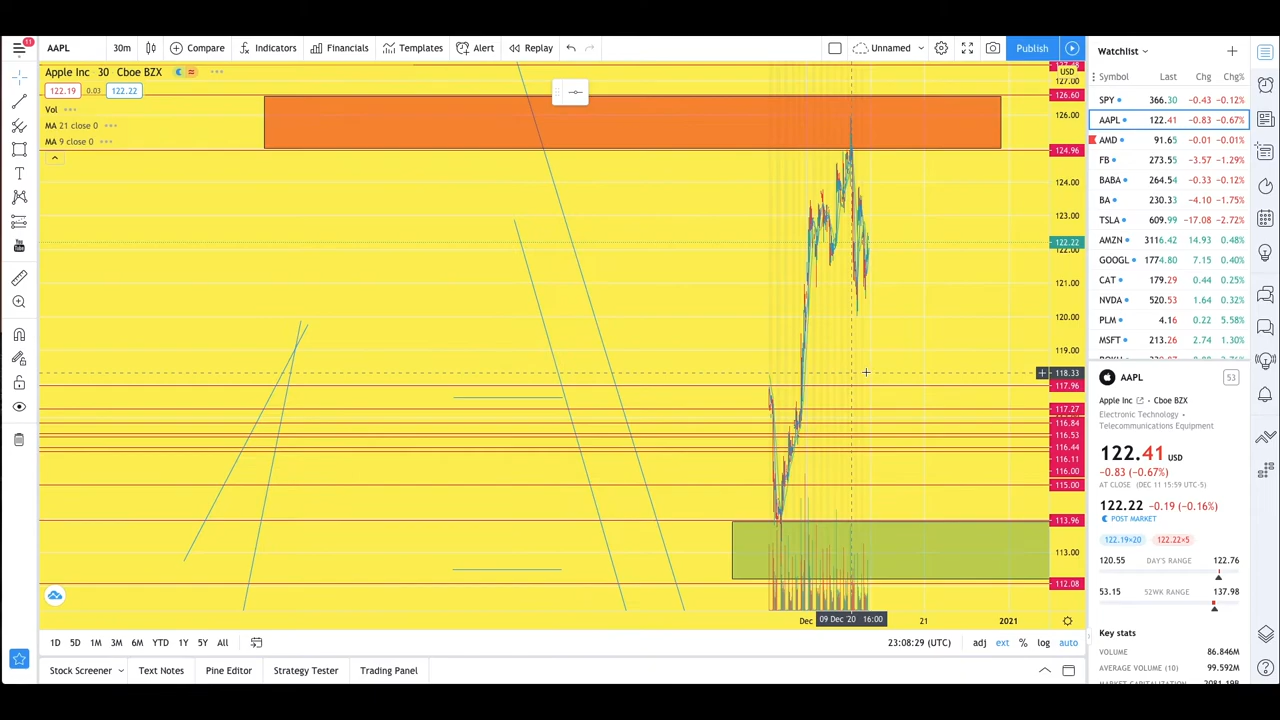 11
AAPL 30m Compare Indicators Financials Templates Alert Replay Unnamed Publish
Apple Inc 30 Cboe BZX
122.19 0.03 122.22
Vol
MA 21 close 0
MA 9 close 0
USD
127.00
126.60
126.00
124.96
124.00
123.00
122.22
122.00
121.00
120.00
119.00
118.33
117.96
117.27
116.84
116.53
116.44
116.11
116.00
115.00
113.96
113.00
112.08
Dec 09 Dec '20 16:00 21 2021
1D 5D 1M 3M 6M YTD 1Y 5Y All 23:08:29 (UTC) adj ext % log auto
Stock Screener Text Notes Pine Editor Strategy Tester Trading Panel
Watchlist
Symbol Last Chg Chg%
SPY 366.30 −0.43 −0.12%
AAPL 122.41 −0.83 −0.67%
AMD 91.65 −0.01 −0.01%
FB 273.55 −3.57 −1.29%
BABA 264.54 −0.33 −0.12%
BA 230.33 −4.10 −1.75%
TSLA 609.99 −17.08 −2.72%
AMZN 3116.42 14.93 0.48%
GOOGL 1774.80 7.15 0.40%
CAT 179.29 0.44 0.25%
NVDA 520.53 1.64 0.32%
PLM 4.16 0.22 5.58%
MSFT 213.26 2.74 1.30%
AAPL 53
Apple Inc • Cboe BZX
Electronic Technology •
Telecommunications Equipment
122.41 USD
−0.83 (−0.67%)
AT CLOSE (DEC 11 15:59 UTC-5)
122.22 −0.19 (−0.16%)
POST MARKET
122.19×20 122.22×5
120.55 DAY'S RANGE 122.76
53.15 52WK RANGE 137.98
Key stats
VOLUME 86.846M
AVERAGE VOLUME (10) 99.592M